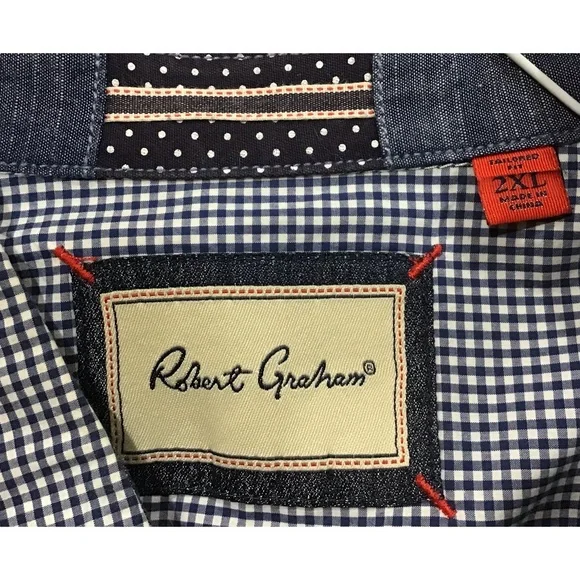 TAILORED
FIT
2XL
MADE IN
CHINA
Robert Graham®